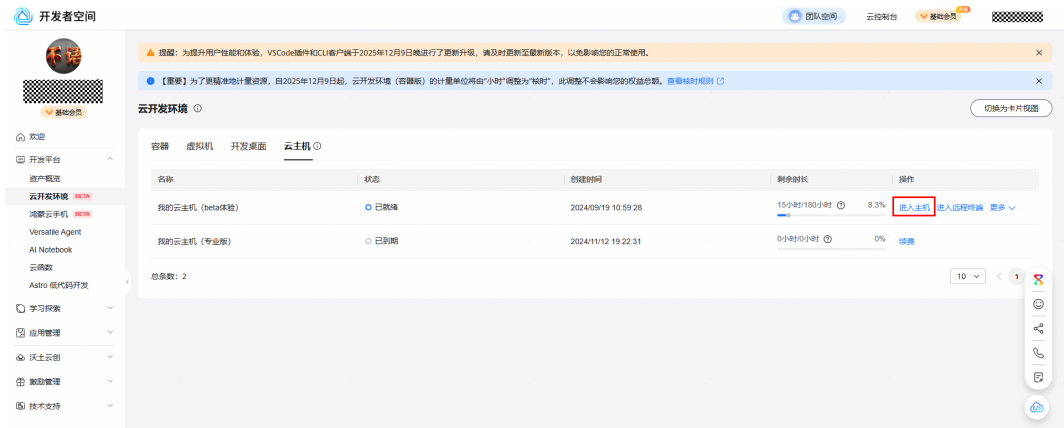 开发者空间
团队空间
云控制台
基础会员
升级
不语
基础会员
提醒：为提升用户性能和体验，VSCode插件和CLI客户端于2025年12月9日晚进行了更新升级，请及时更新至最新版本，以免影响您的正常使用。
【重要】为了更精准地计量资源，自2025年12月9日起，云开发环境（容器版）的计量单位将由“小时”调整为“核时”，此调整不会影响您的权益总额。查看核时规则
云开发环境
切换为卡片视图
欢迎
开发平台
资产概览
云开发环境 BETA
鸿蒙云手机 BETA
Versatile Agent
AI Notebook
云函数
Astro 低代码开发
学习探索
应用管理
沃土云创
激励管理
技术支持
容器 虚拟机 开发桌面 云主机
名称 状态 创建时间 剩余时长 操作
我的云主机（beta体验） 已就绪 2024/09/19 10:59:28 15小时/180小时 8.3% 进入主机 进入远程终端 更多
我的云主机（专业版） 已到期 2024/11/12 19:22:31 0小时/0小时 0% 续费
总条数：2
10
1